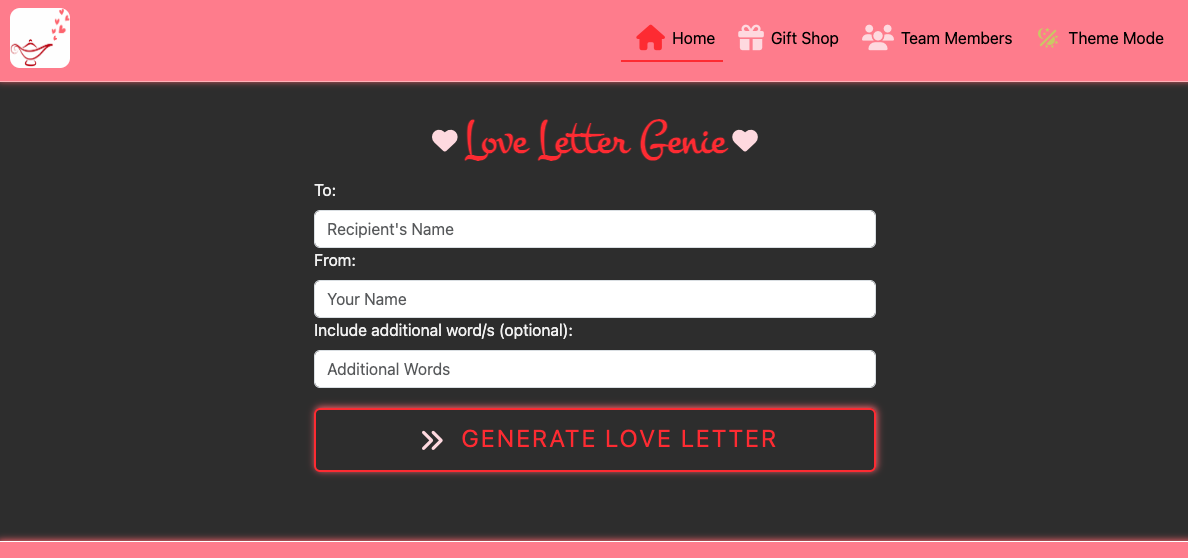 Home Gift Shop Team Members Theme Mode
Love Letter Genie
To:
Recipient's Name
From:
Your Name
Include additional word/s (optional):
Additional Words
GENERATE LOVE LETTER